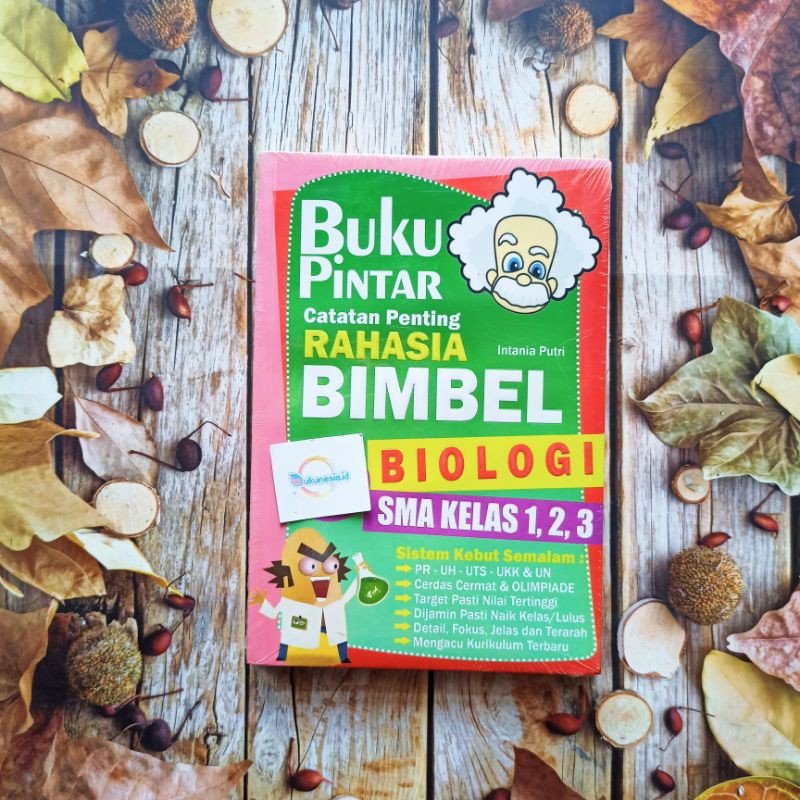 BUKU
PINTAR
Catatan Penting
RAHASIA
Intania Putri
BIMBEL
BIOLOGI
ukunesia.id
SMA KELAS 1, 2, 3
Sistem Kebut Semalam :
PR - UH - UTS - UKK & UN
Cerdas Cermat & OLIMPIADE
Target Pasti Nilai Tertinggi
Dijamin Pasti Naik Kelas/Lulus
Detail, Fokus, Jelas dan Terarah
Mengacu Kurikulum Terbaru